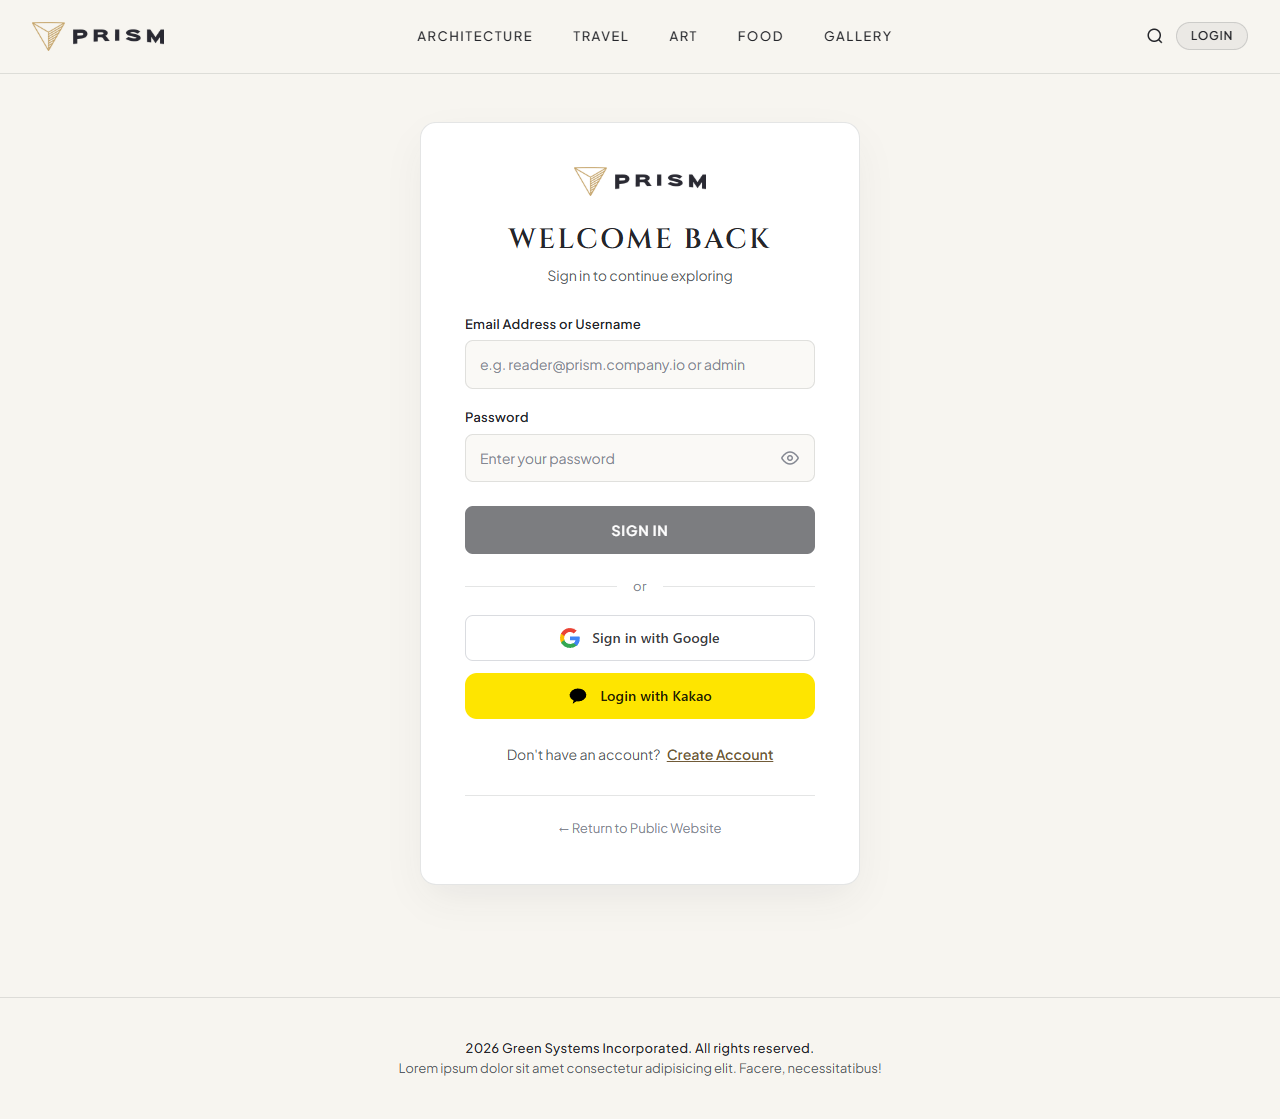 PRISM
ARCHITECTURE
TRAVEL
ART
FOOD
GALLERY
LOGIN
PRISM
WELCOME BACK
Sign in to continue exploring
Email Address or Username
e.g. reader@prism.company.io or admin
Password
Enter your password
SIGN IN
or
Sign in with Google
Login with Kakao
Don't have an account? Create Account
← Return to Public Website
2026 Green Systems Incorporated. All rights reserved.
Lorem ipsum dolor sit amet consectetur adipisicing elit. Facere, necessitatibus!